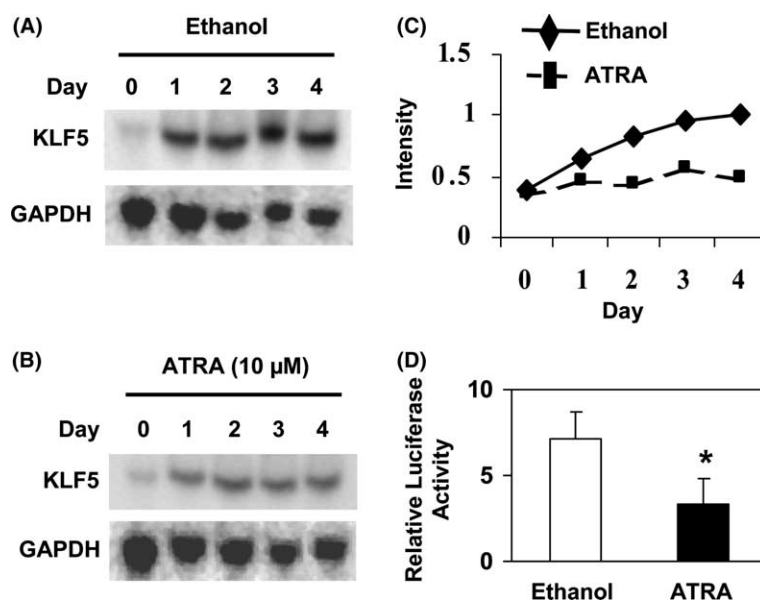 (A)
Ethanol
Day 0 1 2 3 4
KLF5
GAPDH
(B)
ATRA (10 µM)
Day 0 1 2 3 4
KLF5
GAPDH
(C)
Ethanol
ATRA
Intensity
1.5
1
0.5
0
0 1 2 3 4
Day
(D)
Relative Luciferase
Activity
10
5
0
*
Ethanol ATRA